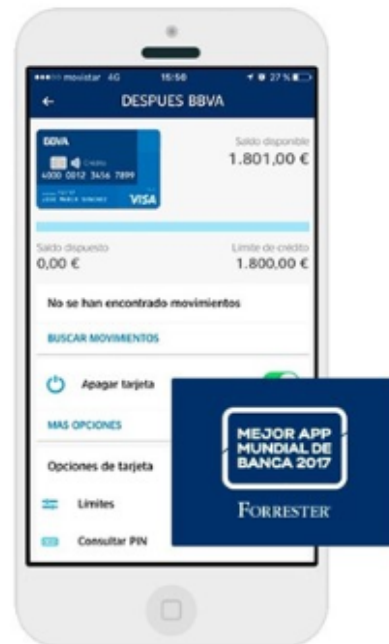 movistar 4G 15:50 27 %
DESPUES BBVA
BBVA
Crédito
4000 0012 3456 7899
VISA
Saldo disponible
1.801,00 €
Saldo dispuesto
0,00 €
Límite de crédito
1.800,00 €
No se han encontrado movimientos
BUSCAR MOVIMIENTOS
Apagar tarjeta
MAS OPCIONES
Opciones de tarjeta
Límites
Consultar PIN
MEJOR APP
MUNDIAL DE
BANCA 2017
FORRESTER